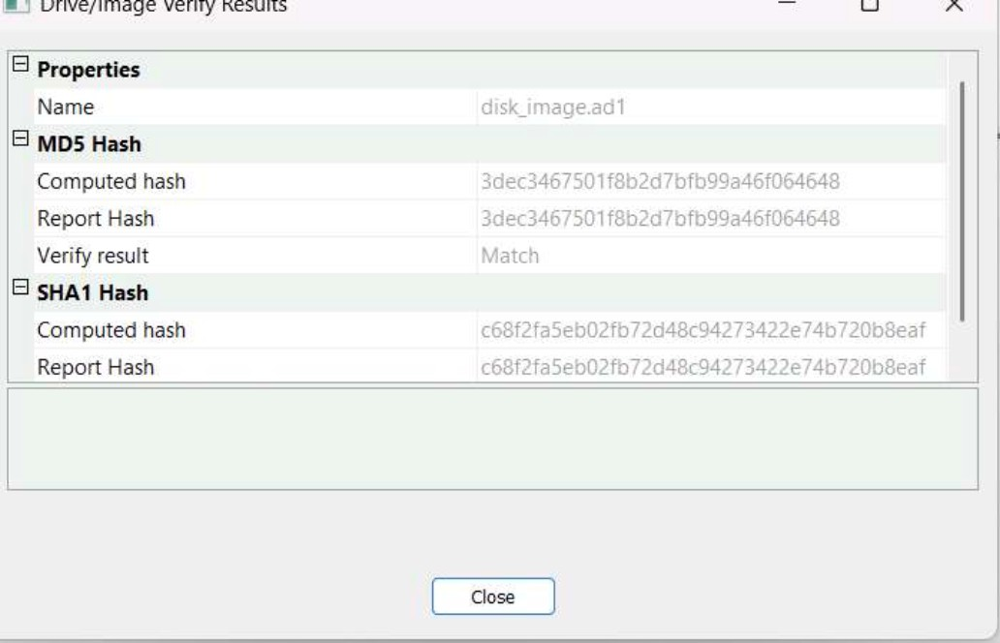 Drive/Image Verify Results
Properties
Name disk_image.ad1
MD5 Hash
Computed hash 3dec3467501f8b2d7bfb99a46f064648
Report Hash 3dec3467501f8b2d7bfb99a46f064648
Verify result Match
SHA1 Hash
Computed hash c68f2fa5eb02fb72d48c94273422e74b720b8eaf
Report Hash c68f2fa5eb02fb72d48c94273422e74b720b8eaf
Close